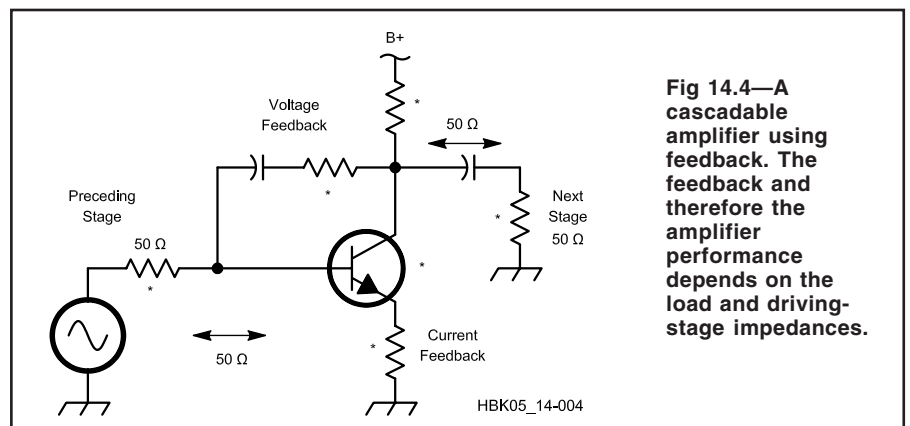 B+
*
Voltage
Feedback
50 Ω
*
Preceding
Stage
50 Ω
*
*
Next
Stage
50 Ω
*
50 Ω
*
Current
Feedback
HBK05_14-004
Fig 14.4—A
cascadable
amplifier using
feedback. The
feedback and
therefore the
amplifier
performance
depends on the
load and driving-
stage impedances.